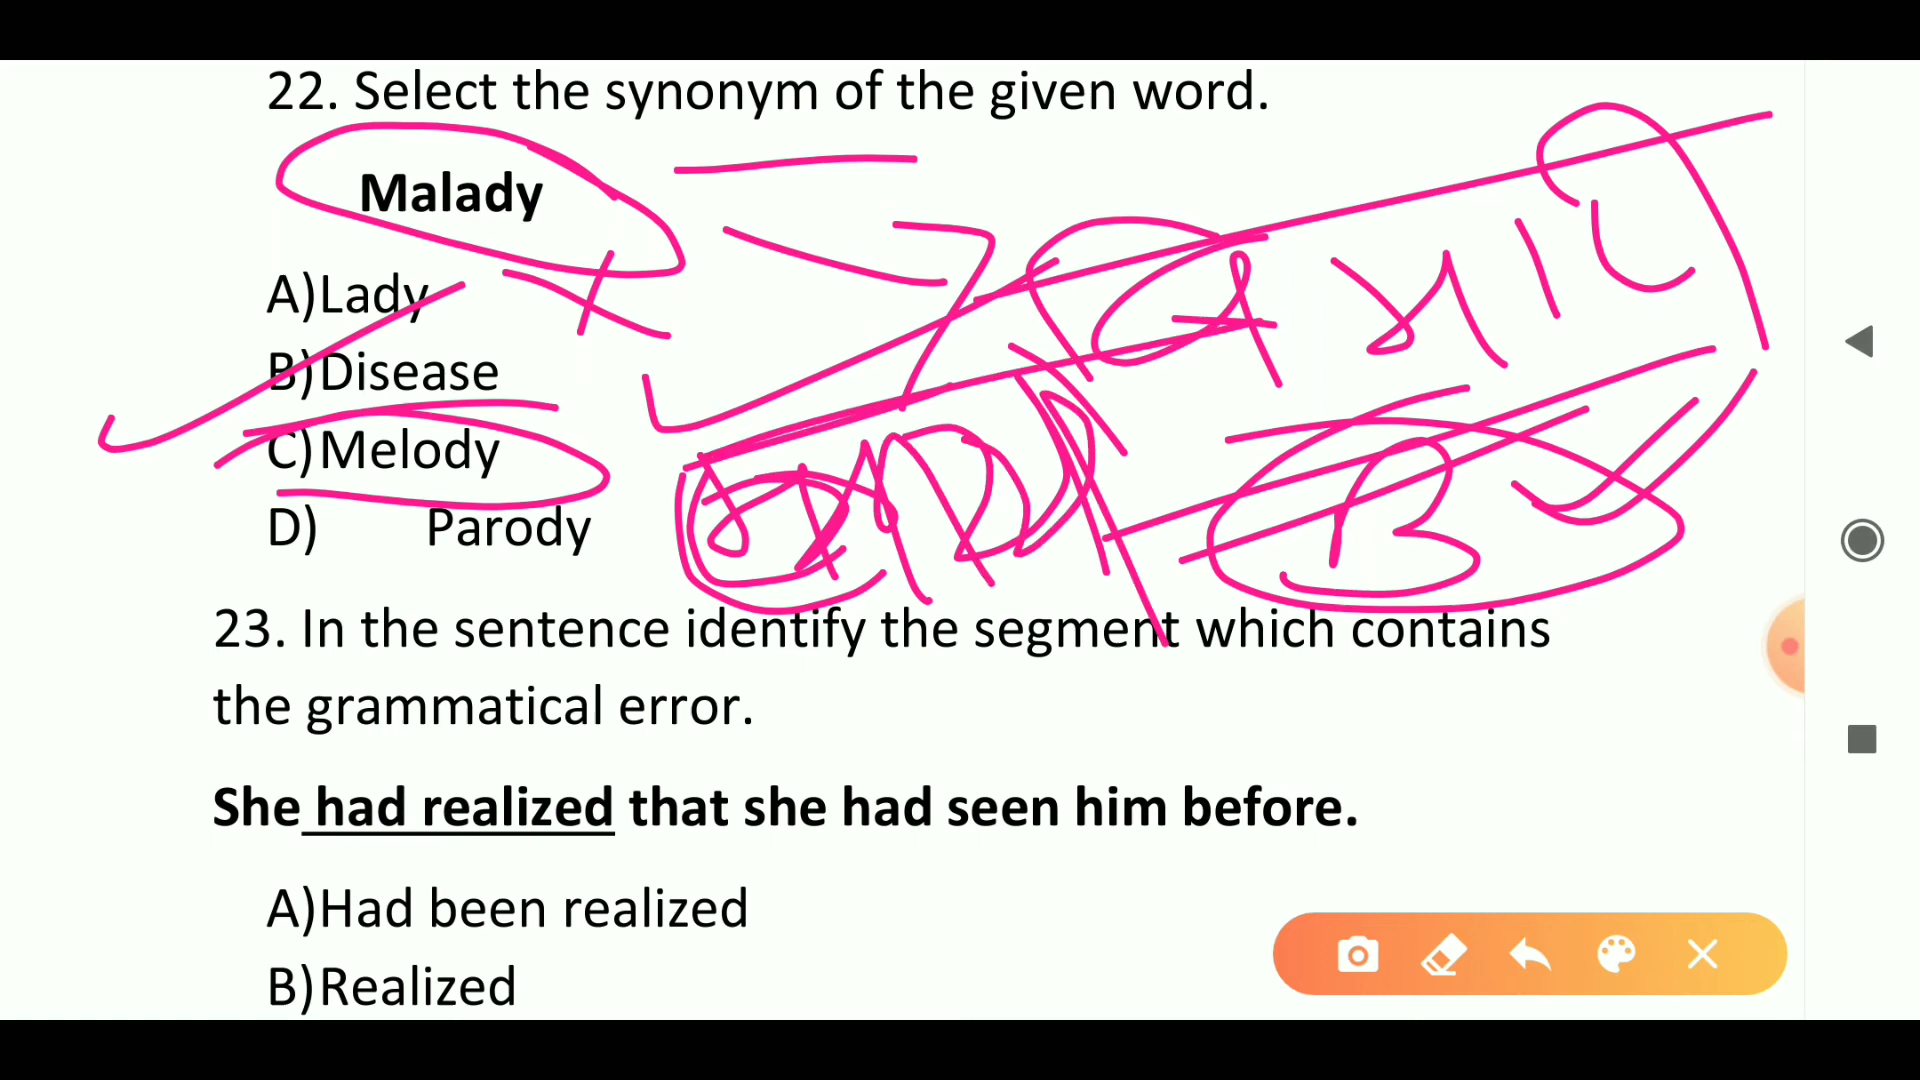 22. Select the synonym of the given word.
Malady
A)Lady
B)Disease
C)Melody
D) Parody
B
23. In the sentence identify the segment which contains
the grammatical error.
She had realized that she had seen him before.
A)Had been realized
B)Realized